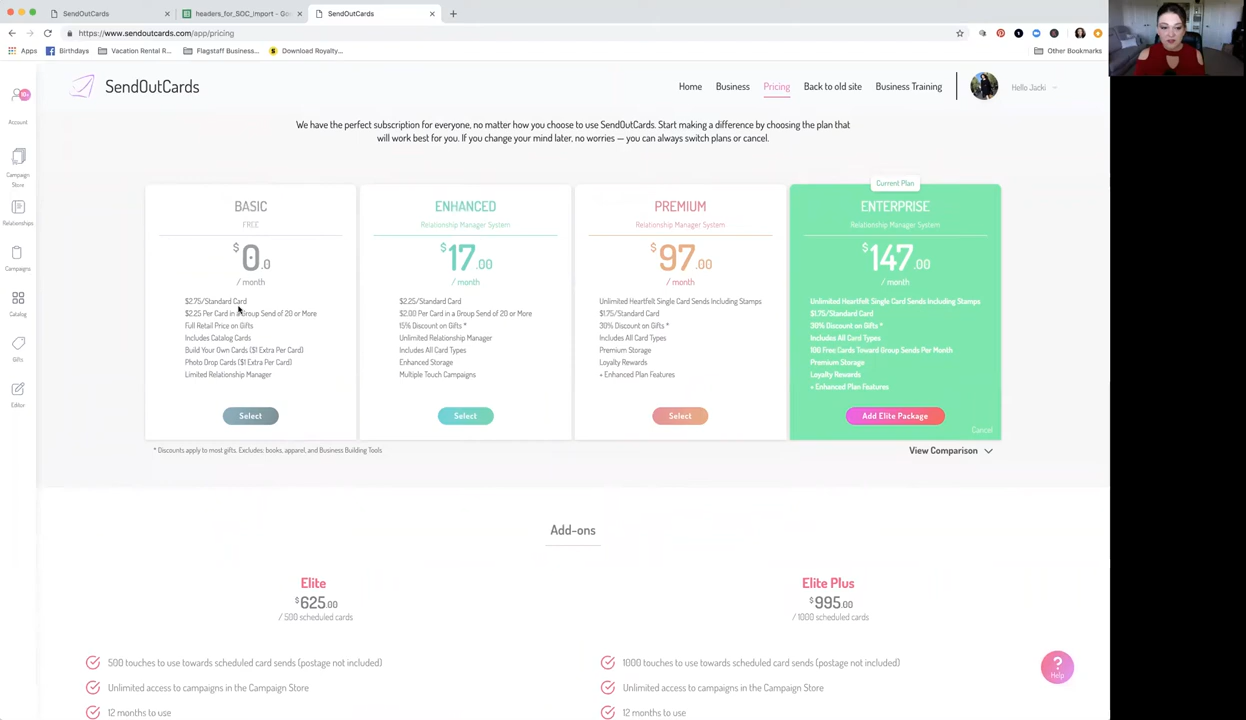 SendOutCards
headers_for_SOC_Import - Goo
SendOutCards
https://www.sendoutcards.com/app/pricing
Apps
Birthdays
Vacation Rental R...
Flagstaff Business...
Download Royalty...
Other Bookmarks
SendOutCards
Home
Business
Pricing
Back to old site
Business Training
Hello Jacki
10+
Account
Campaign
Store
Relationships
Campaigns
Catalog
Gifts
Editor
We have the perfect subscription for everyone, no matter how you choose to use SendOutCards. Start making a difference by choosing the plan that
will work best for you. If you change your mind later, no worries — you can always switch plans or cancel.
BASIC
FREE
$0.0
/ month
$2.75/Standard Card
$2.25 Per Card in a Group Send of 20 or More
Full Retail Price on Gifts
Includes Catalog Cards
Build Your Own Cards ($1 Extra Per Card)
Photo Drop Cards ($1 Extra Per Card)
Limited Relationship Manager
Select
ENHANCED
Relationship Manager System
$17.00
/ month
$2.25/Standard Card
$2.00 Per Card in a Group Send of 20 or More
15% Discount on Gifts *
Unlimited Relationship Manager
Includes All Card Types
Enhanced Storage
Multiple Touch Campaigns
Select
PREMIUM
Relationship Manager System
$97.00
/ month
Unlimited Heartfelt Single Card Sends Including Stamps
$1.75/Standard Card
30% Discount on Gifts *
Includes All Card Types
Premium Storage
Loyalty Rewards
+ Enhanced Plan Features
Select
Current Plan
ENTERPRISE
Relationship Manager System
$147.00
/ month
Unlimited Heartfelt Single Card Sends Including Stamps
$1.75/Standard Card
30% Discount on Gifts *
Includes All Card Types
100 Free Cards Toward Group Sends Per Month
Premium Storage
Loyalty Rewards
+ Enhanced Plan Features
Add Elite Package
Cancel
* Discounts apply to most gifts. Excludes: books, apparel, and Business Building Tools
View Comparison
Add-ons
Elite
$625.00
/ 500 scheduled cards
500 touches to use towards scheduled card sends (postage not included)
Unlimited access to campaigns in the Campaign Store
12 months to use
Elite Plus
$995.00
/ 1000 scheduled cards
1000 touches to use towards scheduled card sends (postage not included)
Unlimited access to campaigns in the Campaign Store
12 months to use
?
Help